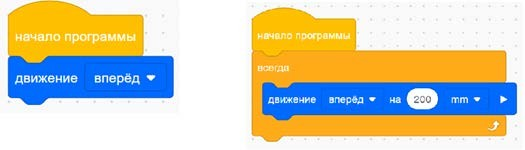 начало программы
движение вперёд
начало программы
всегда
движение вперёд на 200 mm